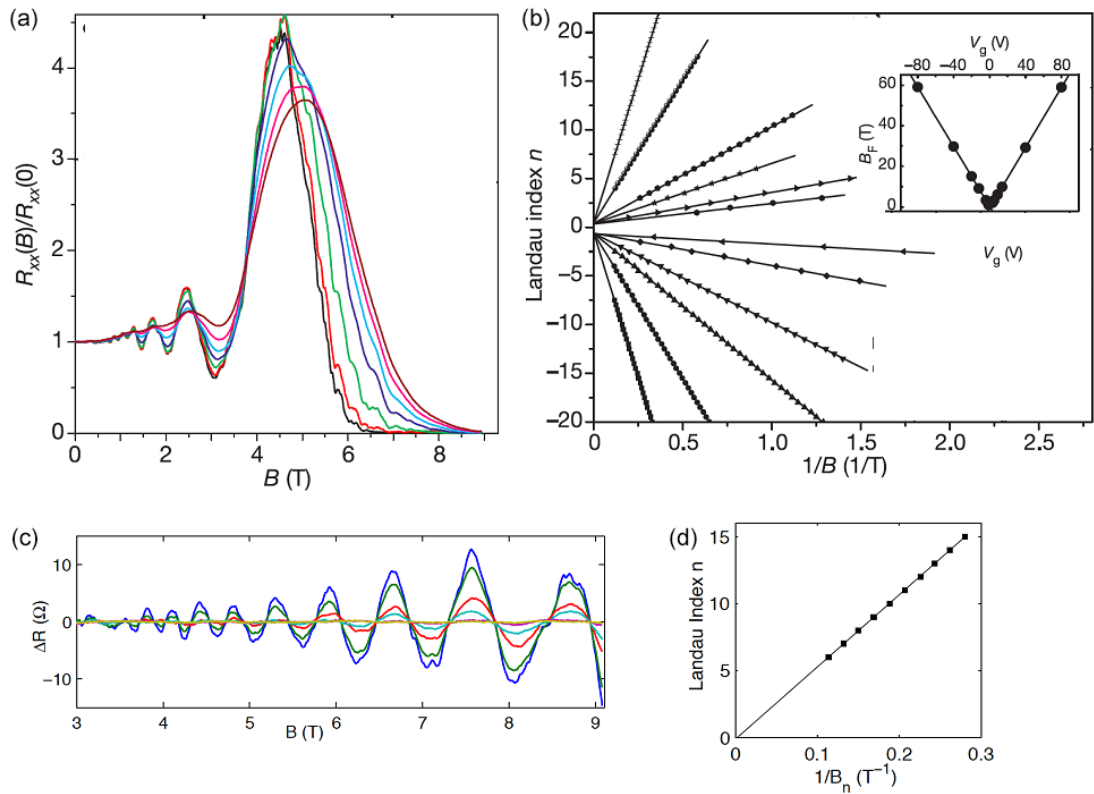 (a)
4
3
2
1
0
R_xx(B)/R_xx(0)
0 2 4 6 8
B (T)
(b)
20
15
10
5
0
−5
−10
−15
−20
Landau index n
0 0.5 1.0 1.5 2.0 2.5
1/B (1/T)
V_g (V)
V_g (V)
−80 −40 0 40 80
60
40
20
0
B_F (T)
(c)
10
0
−10
ΔR (Ω)
3 4 5 6 7 8 9
B (T)
(d)
15
10
5
0
Landau Index n
0 0.1 0.2 0.3
1/B_n (T⁻¹)